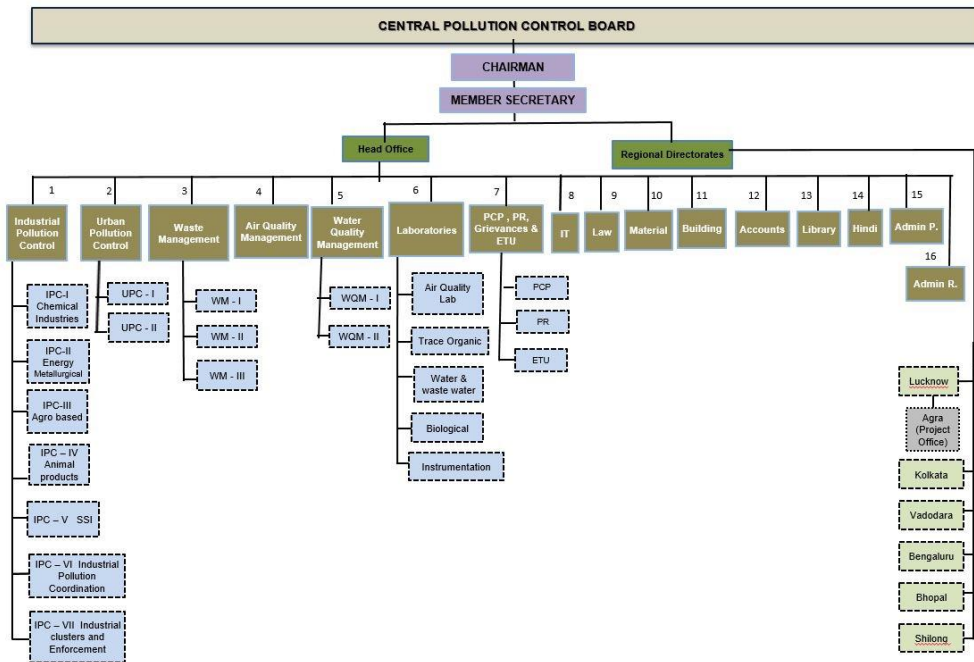 CENTRAL POLLUTION CONTROL BOARD
CHAIRMAN
MEMBER SECRETARY
Head Office
Regional Directorates
1
2
3
4
5
6
7
8
9
10
11
12
13
14
15
Industrial
Pollution
Control
Urban
Pollution
Control
Waste
Management
Air Quality
Management
Water
Quality
Management
Laboratories
PCP , PR,
Grievances &
ETU
IT
Law
Material
Building
Accounts
Library
Hindi
Admin P.
16
Admin R.
IPC-I
Chemical
Industries
IPC-II
Energy
Metallurgical
IPC-III
Agro based
IPC – IV
Animal
products
IPC – V SSI
IPC – VI Industrial
Pollution
Coordination
IPC – VII Industrial
clusters and
Enforcement
UPC - I
UPC - II
WM - I
WM - II
WM - III
WQM - I
WQM - II
Air Quality
Lab
Trace Organic
Water &
waste water
Biological
Instrumentation
PCP
PR
ETU
Lucknow
Agra
(Project
Office)
Kolkata
Vadodara
Bengaluru
Bhopal
Shilong